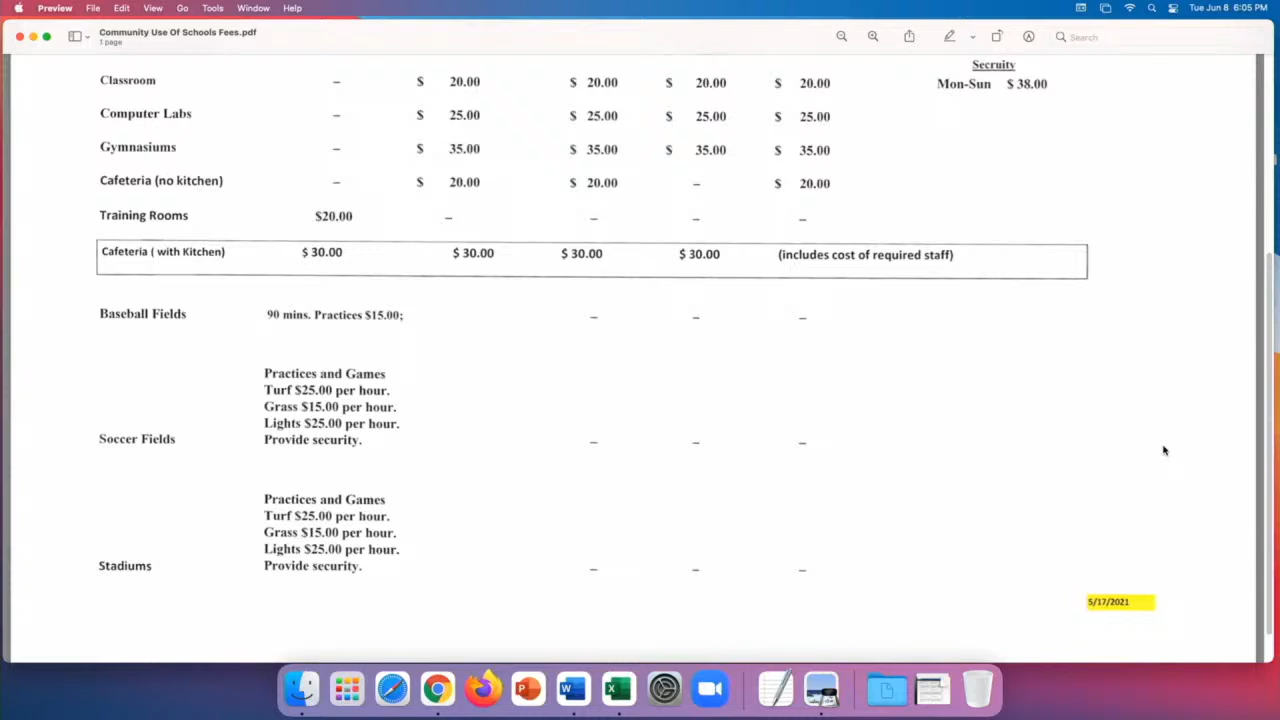 Preview File Edit View Go Tools Window Help Tue Jun 8 6:05 PM
Community Use Of Schools Fees.pdf
1 page
Search
Secruity
Classroom – $ 20.00 $ 20.00 $ 20.00 $ 20.00 Mon-Sun $ 38.00
Computer Labs – $ 25.00 $ 25.00 $ 25.00 $ 25.00
Gymnasiums – $ 35.00 $ 35.00 $ 35.00 $ 35.00
Cafeteria (no kitchen) – $ 20.00 $ 20.00 – $ 20.00
Training Rooms $20.00 – – – –
Cafeteria ( with Kitchen) $ 30.00 $ 30.00 $ 30.00 $ 30.00 (includes cost of required staff)
Baseball Fields 90 mins. Practices $15.00; – – –
Practices and Games
Turf $25.00 per hour.
Grass $15.00 per hour.
Lights $25.00 per hour.
Soccer Fields Provide security. – – –
Practices and Games
Turf $25.00 per hour.
Grass $15.00 per hour.
Lights $25.00 per hour.
Stadiums Provide security. – – –
5/17/2021